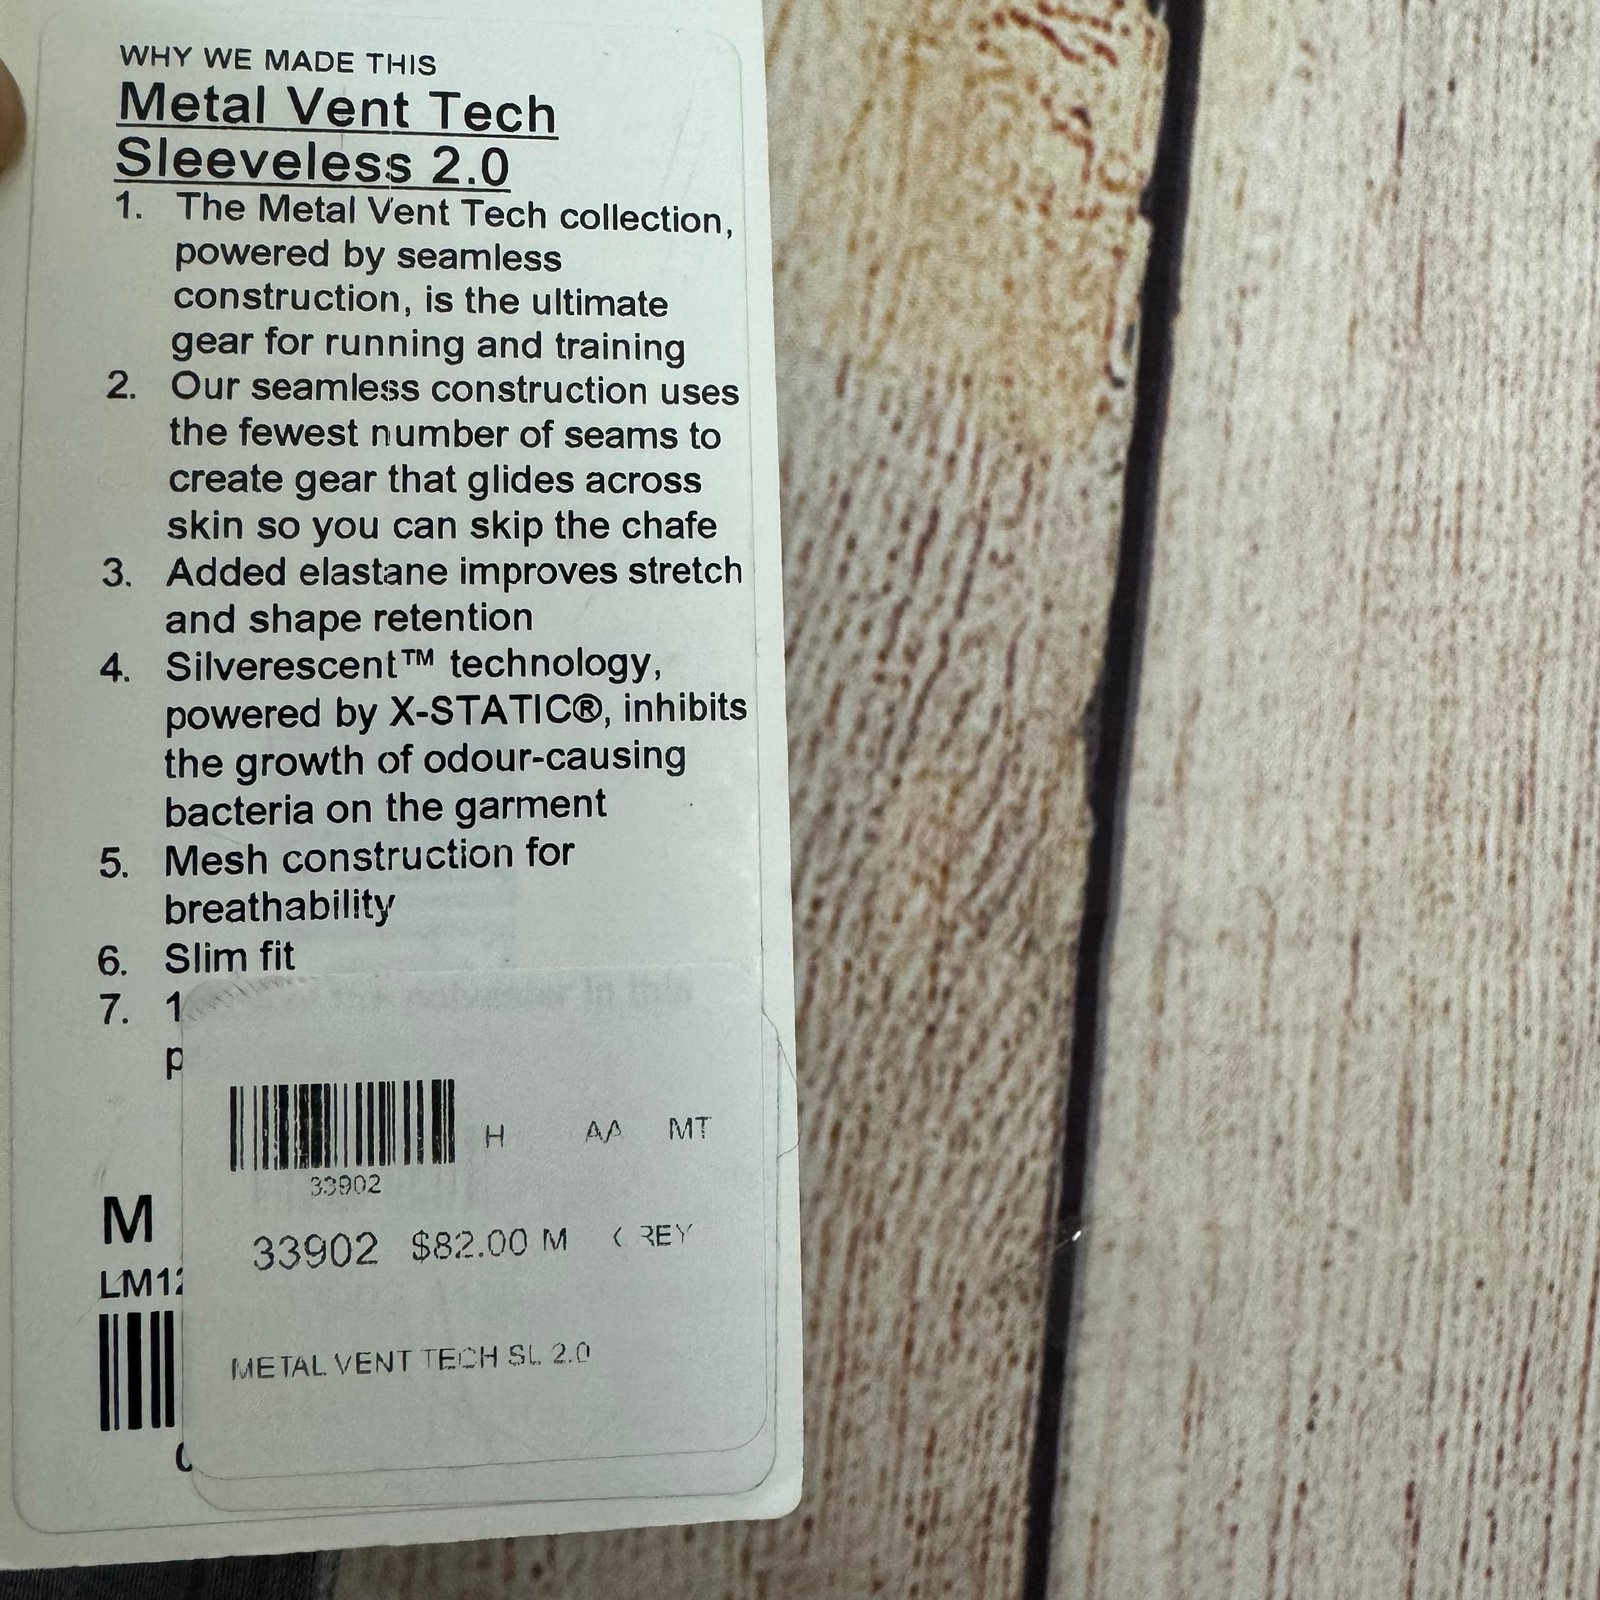 WHY WE MADE THIS
Metal Vent Tech
Sleeveless 2.0
1. The Metal Vent Tech collection,
powered by seamless
construction, is the ultimate
gear for running and training
2. Our seamless construction uses
the fewest number of seams to
create gear that glides across
skin so you can skip the chafe
3. Added elastane improves stretch
and shape retention
4. Silverescent™ technology,
powered by X-STATIC®, inhibits
the growth of odour-causing
bacteria on the garment
5. Mesh construction for
breathability
6. Slim fit
7. 1
p
H AA MT
33902
33902 $82.00 M REY
METAL VENT TECH SL 2.0
M
LM12